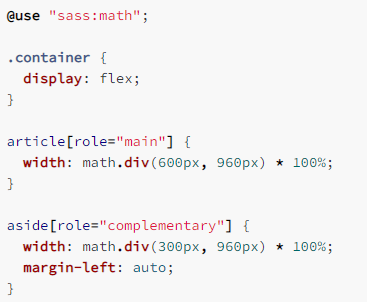 @use "sass:math";
.container {
display: flex;
}
article[role="main"] {
width: math.div(600px, 960px) * 100%;
}
aside[role="complementary"] {
width: math.div(300px, 960px) * 100%;
margin-left: auto;
}